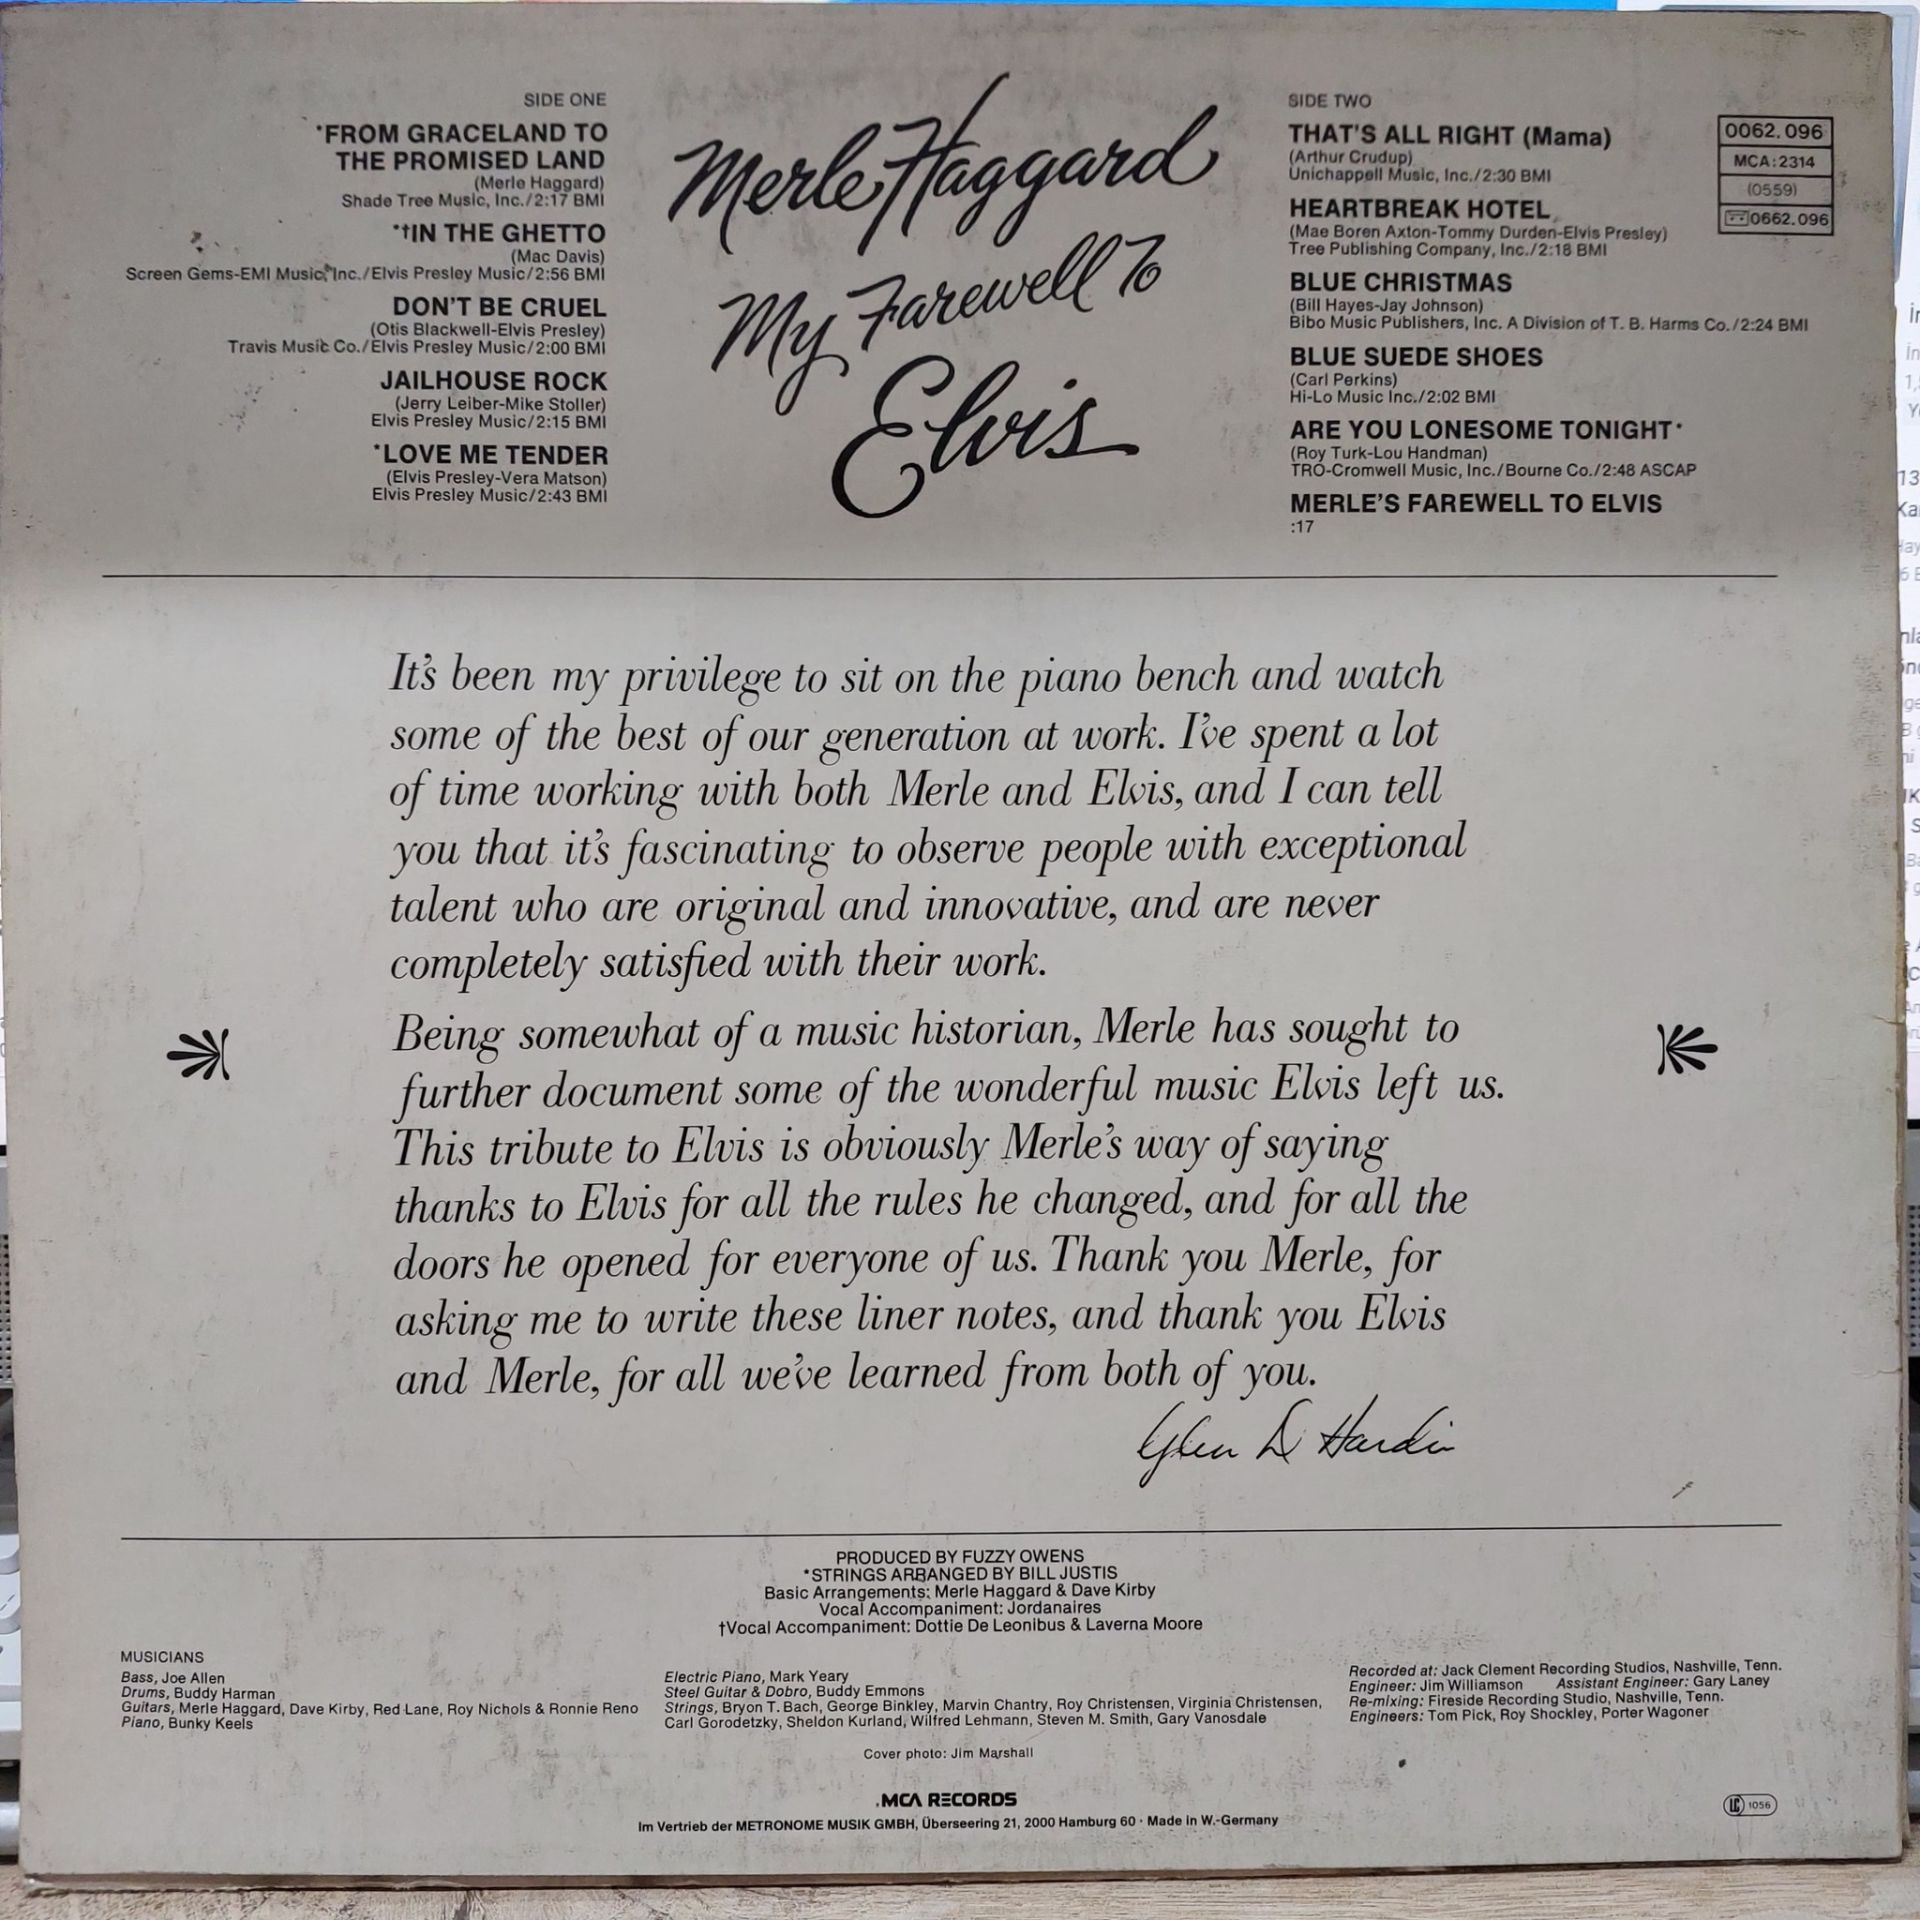 SIDE ONE
*FROM GRACELAND TO
THE PROMISED LAND
(Merle Haggard)
Shade Tree Music, Inc./2:17 BMI
*†IN THE GHETTO
(Mac Davis)
Screen Gems-EMI Music, Inc./Elvis Presley Music/2:56 BMI
DON'T BE CRUEL
(Otis Blackwell-Elvis Presley)
Travis Music Co./Elvis Presley Music/2:00 BMI
JAILHOUSE ROCK
(Jerry Leiber-Mike Stoller)
Elvis Presley Music/2:15 BMI
*LOVE ME TENDER
(Elvis Presley-Vera Matson)
Elvis Presley Music/2:43 BMI
Merle Haggard
My Farewell To
Elvis
SIDE TWO
THAT'S ALL RIGHT (Mama)
(Arthur Crudup)
Unichappell Music, Inc./2:30 BMI
HEARTBREAK HOTEL
(Mae Boren Axton-Tommy Durden-Elvis Presley)
Tree Publishing Company, Inc./2:18 BMI
BLUE CHRISTMAS
(Bill Hayes-Jay Johnson)
Bibo Music Publishers, Inc. A Division of T. B. Harms Co./2:24 BMI
BLUE SUEDE SHOES
(Carl Perkins)
Hi-Lo Music Inc./2:02 BMI
ARE YOU LONESOME TONIGHT*
(Roy Turk-Lou Handman)
TRO-Cromwell Music, Inc./Bourne Co./2:48 ASCAP
MERLE'S FAREWELL TO ELVIS
:17
0062.096
MCA:2314
(0559)
0662.096
It's been my privilege to sit on the piano bench and watch
some of the best of our generation at work. I've spent a lot
of time working with both Merle and Elvis, and I can tell
you that it's fascinating to observe people with exceptional
talent who are original and innovative, and are never
completely satisfied with their work.
Being somewhat of a music historian, Merle has sought to
further document some of the wonderful music Elvis left us.
This tribute to Elvis is obviously Merle's way of saying
thanks to Elvis for all the rules he changed, and for all the
doors he opened for everyone of us. Thank you Merle, for
asking me to write these liner notes, and thank you Elvis
and Merle, for all we've learned from both of you.
Glen D Hardin
PRODUCED BY FUZZY OWENS
*STRINGS ARRANGED BY BILL JUSTIS
Basic Arrangements: Merle Haggard & Dave Kirby
Vocal Accompaniment: Jordanaires
†Vocal Accompaniment: Dottie De Leonibus & Laverna Moore
MUSICIANS
Bass, Joe Allen
Drums, Buddy Harman
Guitars, Merle Haggard, Dave Kirby, Red Lane, Roy Nichols & Ronnie Reno
Piano, Bunky Keels
Electric Piano, Mark Yeary
Steel Guitar & Dobro, Buddy Emmons
Strings, Bryon T. Bach, George Binkley, Marvin Chantry, Roy Christensen, Virginia Christensen,
Carl Gorodetzky, Sheldon Kurland, Wilfred Lehmann, Steven M. Smith, Gary Vanosdale
Recorded at: Jack Clement Recording Studios, Nashville, Tenn.
Engineer: Jim Williamson Assistant Engineer: Gary Laney
Re-mixing: Fireside Recording Studio, Nashville, Tenn.
Engineers: Tom Pick, Roy Shockley, Porter Wagoner
Cover photo: Jim Marshall
MCA RECORDS
Im Vertrieb der METRONOME MUSIK GMBH, Überseering 21, 2000 Hamburg 60 · Made in W.-Germany
LC 1056